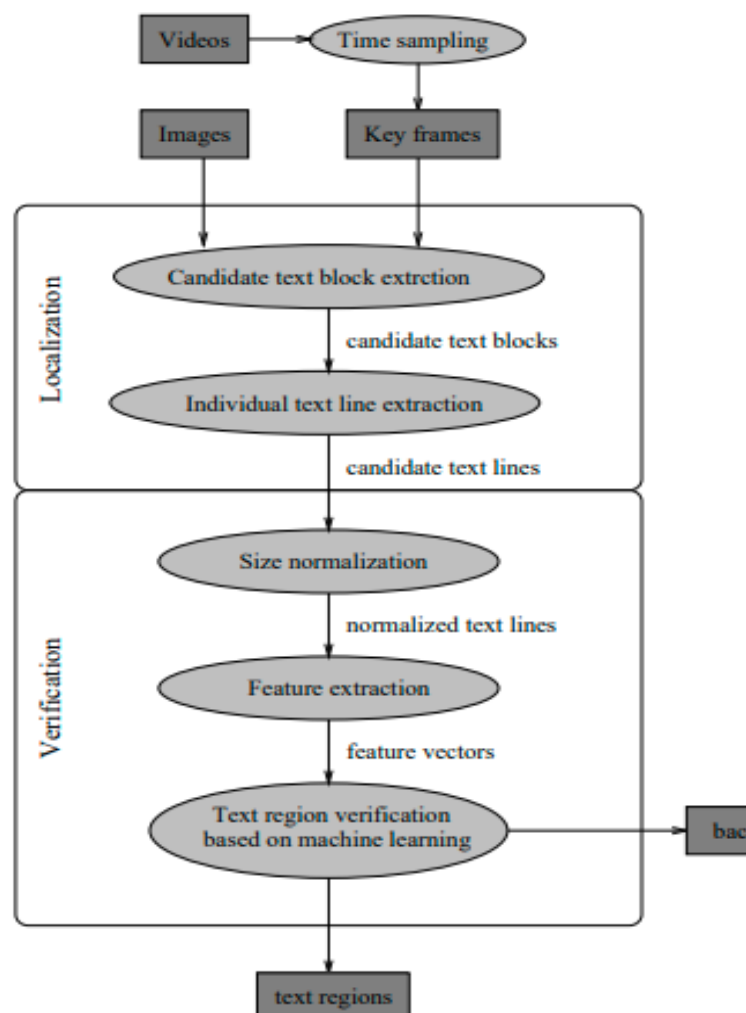 Videos
Time sampling
Images
Key frames
Localization
Candidate text block extrction
candidate text blocks
Individual text line extraction
candidate text lines
Verification
Size normalization
normalized text lines
Feature extraction
feature vectors
Text region verification
based on machine learning
text regions